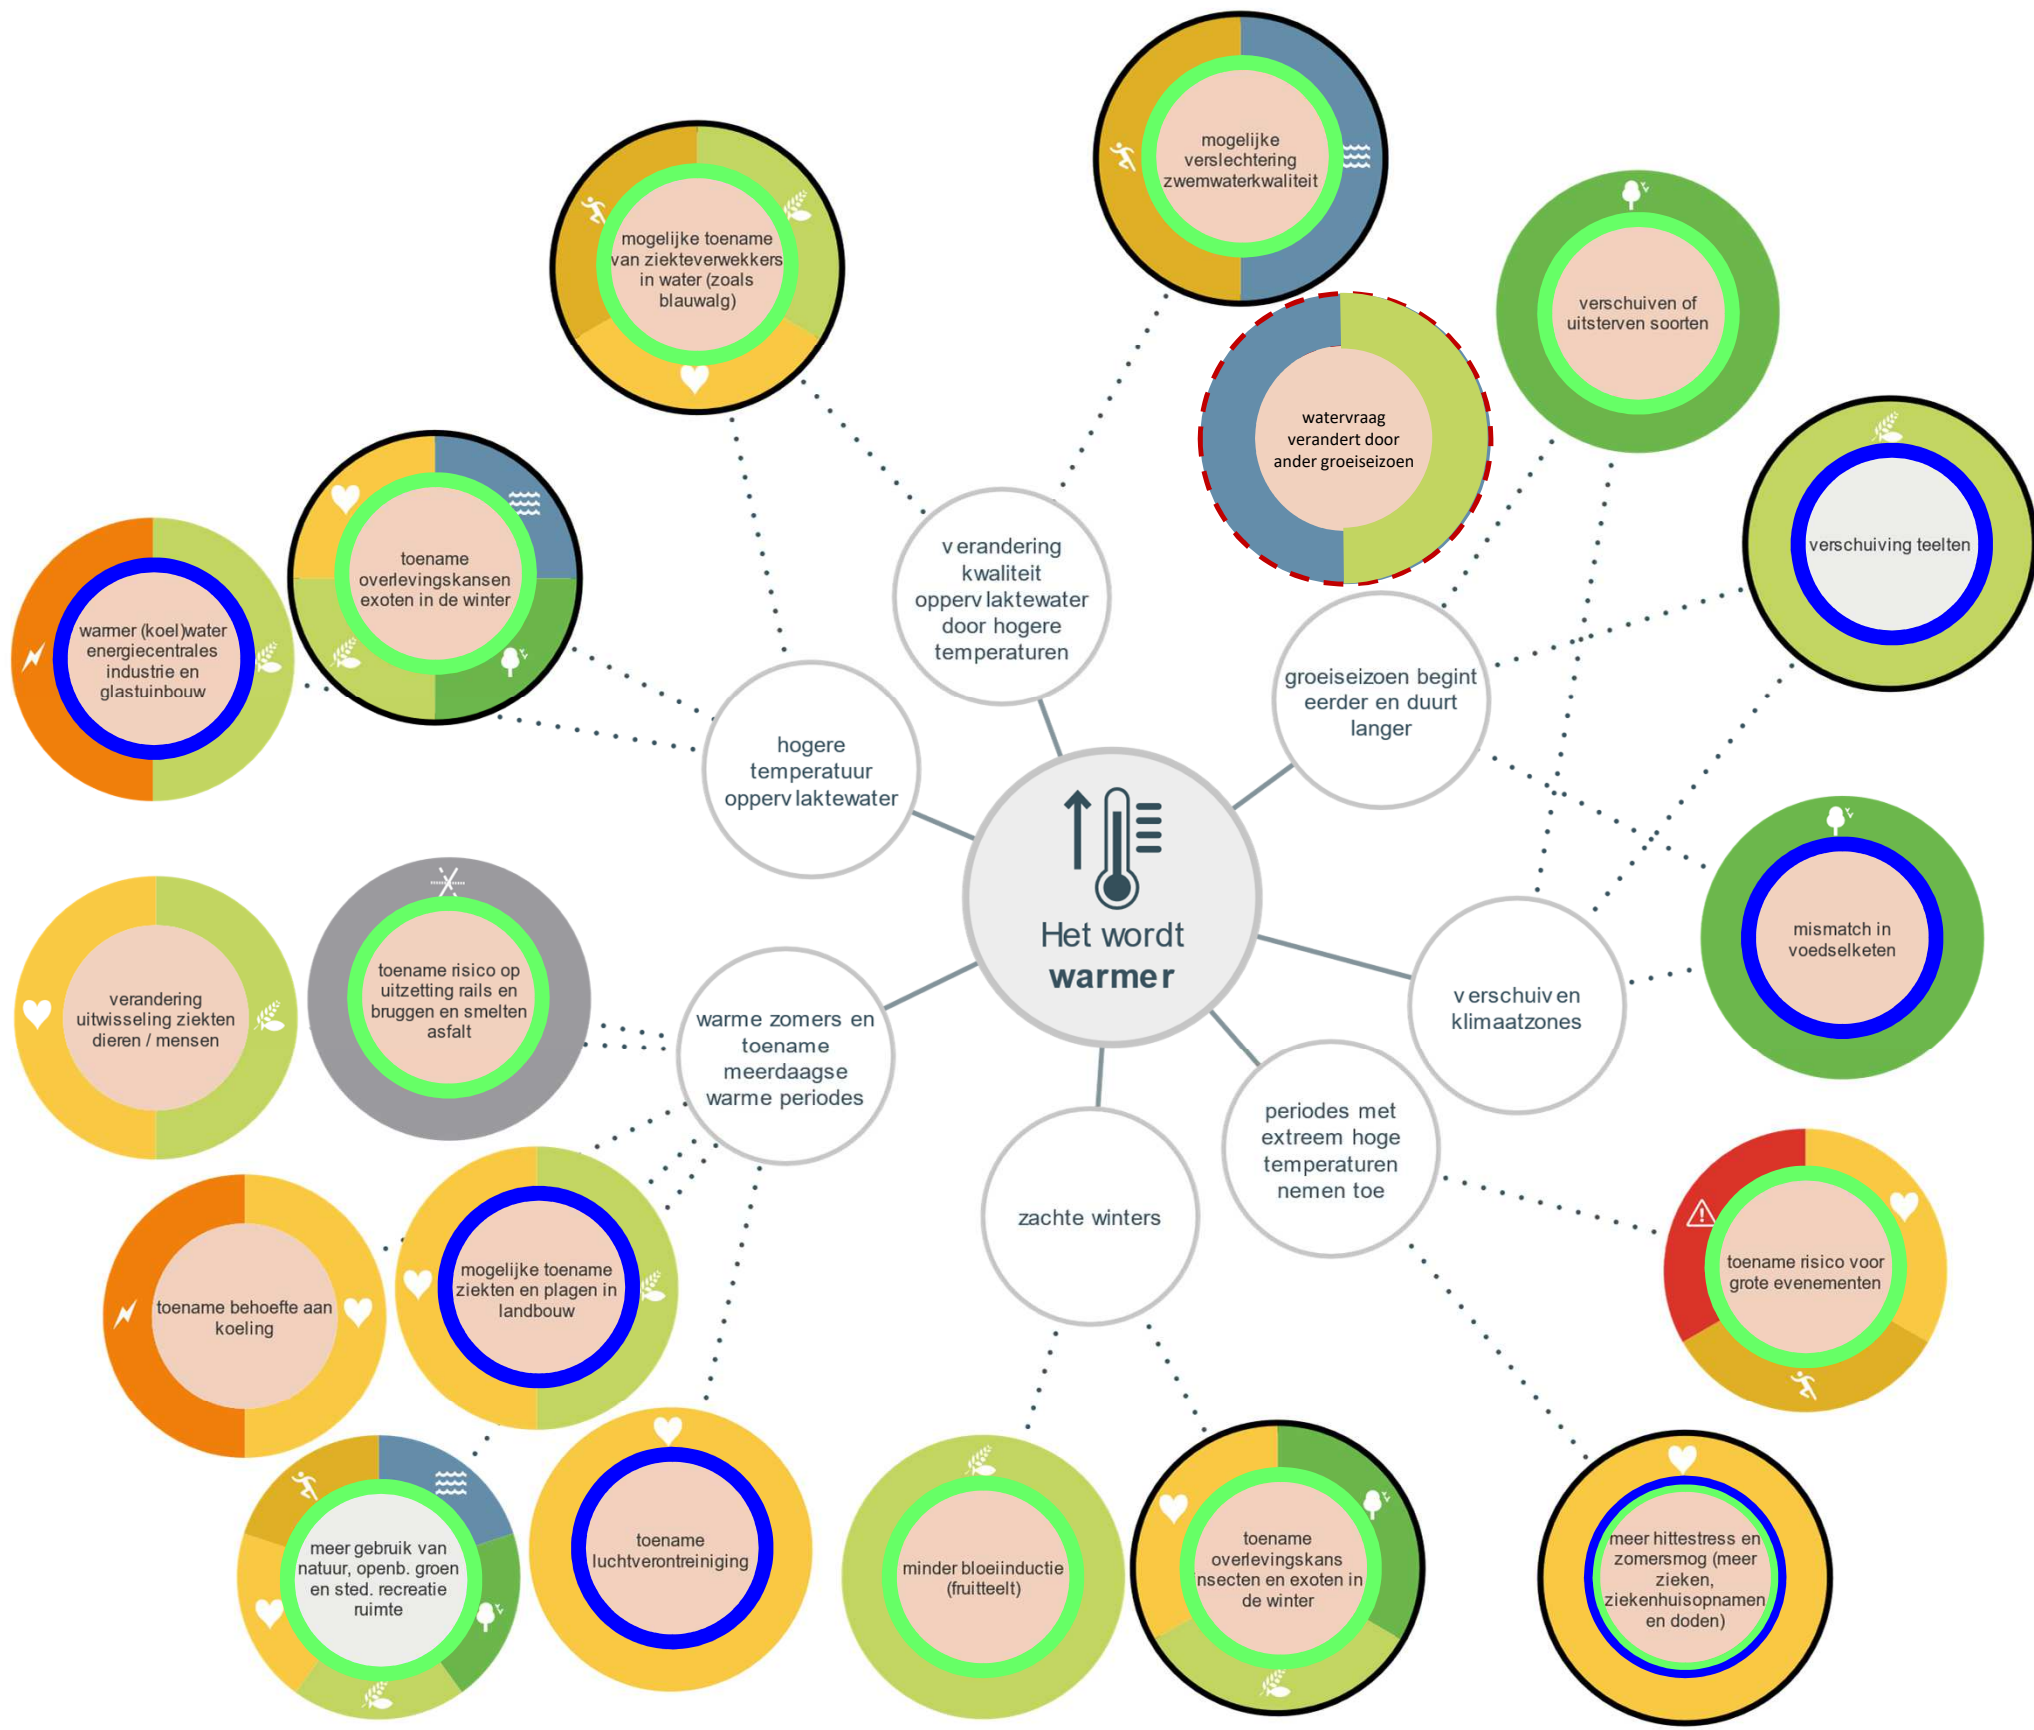 mogelijke
verslechtering
zwemwaterkwaliteit
mogelijke toename
van ziekteverwekkers
in water (zoals
blauwalg)
verschuiven of
uitsterven soorten
watervraag
verandert door
ander groeiseizoen
verschuiving teelten
toename
overlevingskansen
exoten in de winter
verandering
kwaliteit
oppervlaktewater
door hogere
temperaturen
warmer (koel)water
energiecentrales
industrie en
glastuinbouw
groeiseizoen begint
eerder en duurt
langer
hogere
temperatuur
oppervlaktewater
Het wordt
warmer
mismatch in
voedselketen
toename risico op
uitzetting rails en
bruggen en smelten
asfalt
verandering
uitwisseling ziekten
dieren / mensen
verschuiven
klimaatzones
warme zomers en
toename
meerdaagse
warme periodes
periodes met
extreem hoge
temperaturen
nemen toe
zachte winters
toename risico voor
grote evenementen
mogelijke toename
ziekten en plagen in
landbouw
toename behoefte aan
koeling
toename
luchtverontreiniging
meer gebruik van
natuur, openb. groen
en sted. recreatie
ruimte
minder bloeiinductie
(fruitteelt)
toename
overlevingskans
insecten en exoten in
de winter
meer hittestress en
zomersmog (meer
zieken,
ziekenhuisopnamen
en doden)